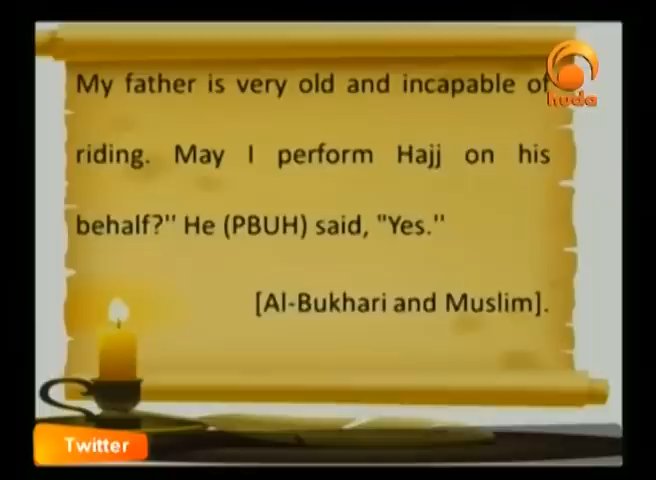 My father is very old and incapable of
riding. May I perform Hajj on his
behalf?" He (PBUH) said, "Yes."
[Al-Bukhari and Muslim].
huda
Twitter